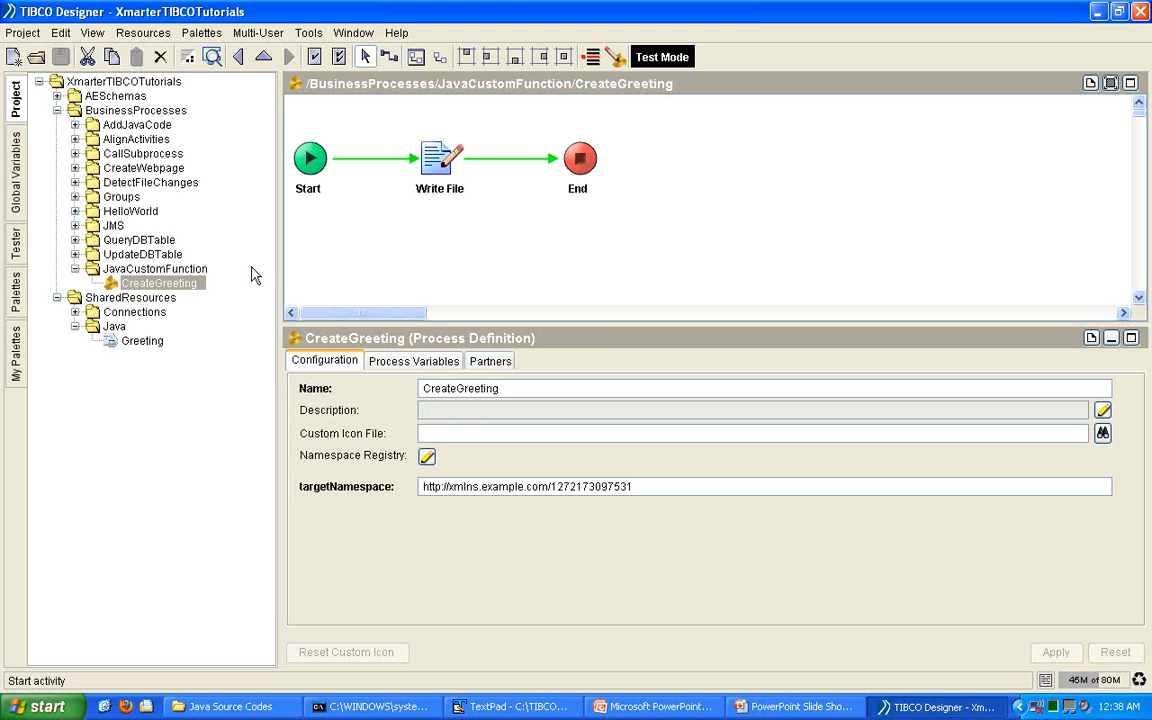 TIBCO Designer - XmarterTIBCOTutorials
Project Edit View Resources Palettes Multi-User Tools Window Help
Test Mode
Project
Global Variables
Tester
Palettes
My Palettes
XmarterTIBCOTutorials
AESchemas
BusinessProcesses
AddJavaCode
AlignActivities
CallSubprocess
CreateWebpage
DetectFileChanges
Groups
HelloWorld
JMS
QueryDBTable
UpdateDBTable
JavaCustomFunction
CreateGreeting
SharedResources
Connections
Java
Greeting
/BusinessProcesses/JavaCustomFunction/CreateGreeting
Start Write File End
CreateGreeting (Process Definition)
Configuration Process Variables Partners
Name: CreateGreeting
Description:
Custom Icon File:
Namespace Registry:
targetNamespace: http://xmlns.example.com/1272173097531
Reset Custom Icon Apply Reset
Start activity 45M of 80M
start Java Source Codes C:\WINDOWS\syste... TextPad - C:\TIBCO... Microsoft PowerPoint... PowerPoint Slide Sho... TIBCO Designer - Xm... 12:38 AM